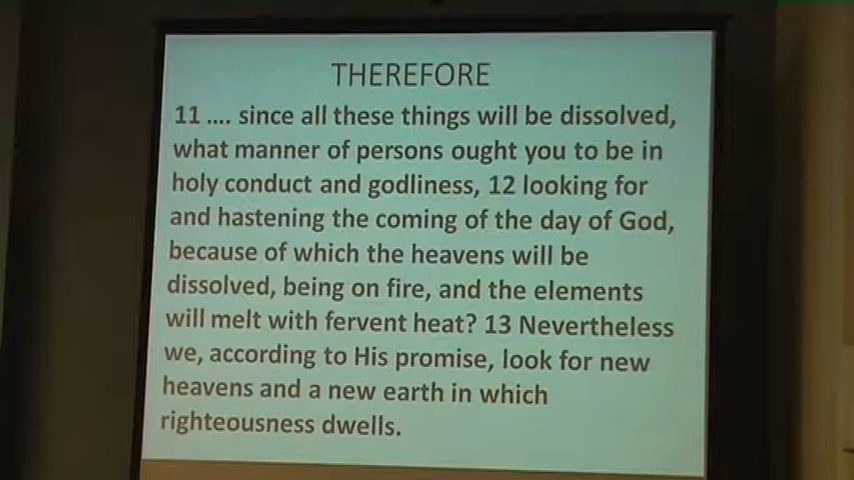 THEREFORE
11 .... since all these things will be dissolved,
what manner of persons ought you to be in
holy conduct and godliness, 12 looking for
and hastening the coming of the day of God,
because of which the heavens will be
dissolved, being on fire, and the elements
will melt with fervent heat? 13 Nevertheless
we, according to His promise, look for new
heavens and a new earth in which
righteousness dwells.